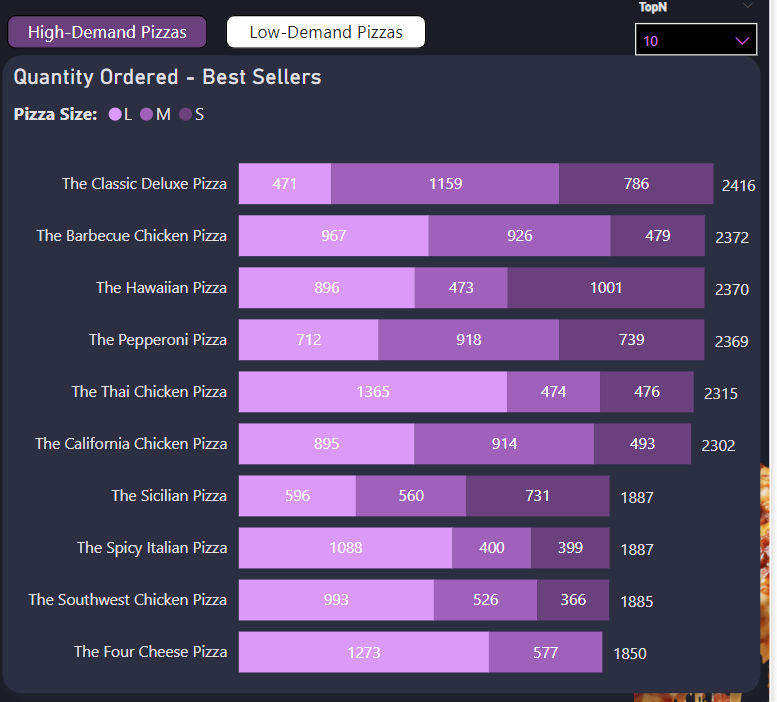 TopN
High-Demand Pizzas Low-Demand Pizzas
10
Quantity Ordered - Best Sellers
Pizza Size: L M S
The Classic Deluxe Pizza 471 1159 786 2416
The Barbecue Chicken Pizza 967 926 479 2372
The Hawaiian Pizza 896 473 1001 2370
The Pepperoni Pizza 712 918 739 2369
The Thai Chicken Pizza 1365 474 476 2315
The California Chicken Pizza 895 914 493 2302
The Sicilian Pizza 596 560 731 1887
The Spicy Italian Pizza 1088 400 399 1887
The Southwest Chicken Pizza 993 526 366 1885
The Four Cheese Pizza 1273 577 1850